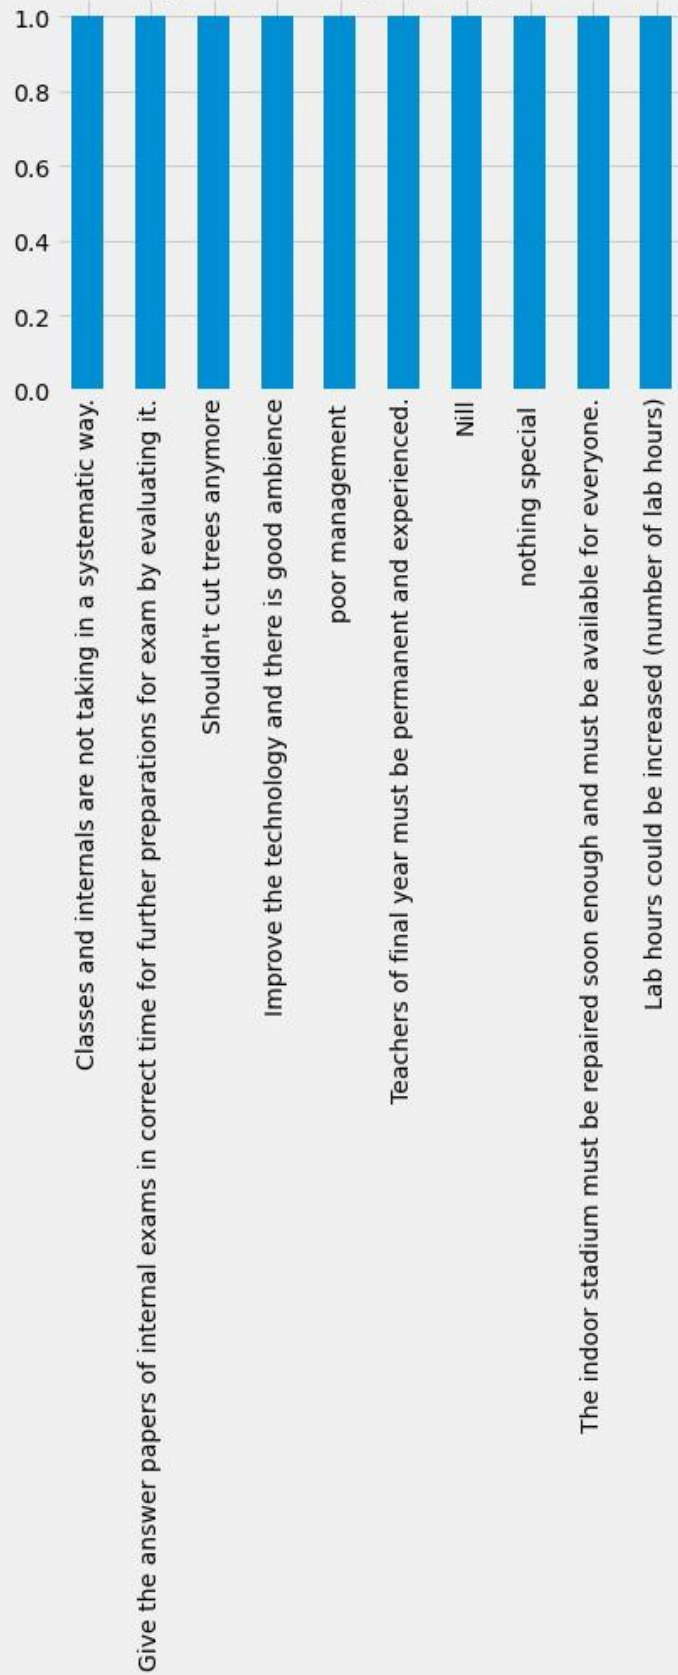 1.0
0.8
0.6
0.4
0.2
0.0
Classes and internals are not taking in a systematic way.
Give the answer papers of internal exams in correct time for further preparations for exam by evaluating it.
Shouldn't cut trees anymore
Improve the technology and there is good ambience
poor management
Teachers of final year must be permanent and experienced.
Nill
nothing special
The indoor stadium must be repaired soon enough and must be available for everyone.
Lab hours could be increased (number of lab hours)